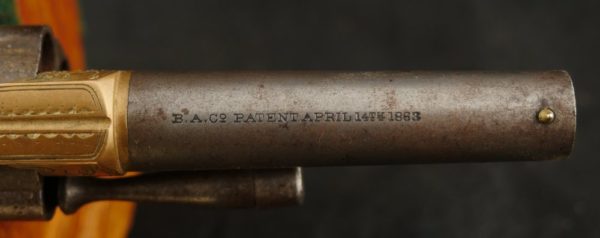 B.A.Cº PATENT APRIL 14TH 1863